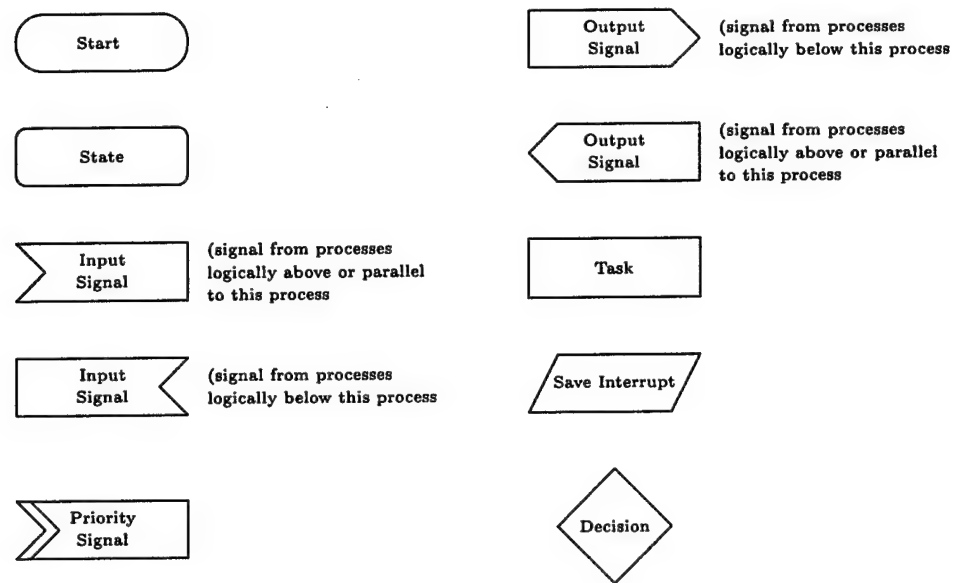 Start
State
Input
Signal
(signal from processes
logically above or parallel
to this process
Input
Signal
(signal from processes
logically below this process
Priority
Signal
Output
Signal
(signal from processes
logically below this process
Output
Signal
(signal from processes
logically above or parallel
to this process
Task
Save Interrupt
Decision